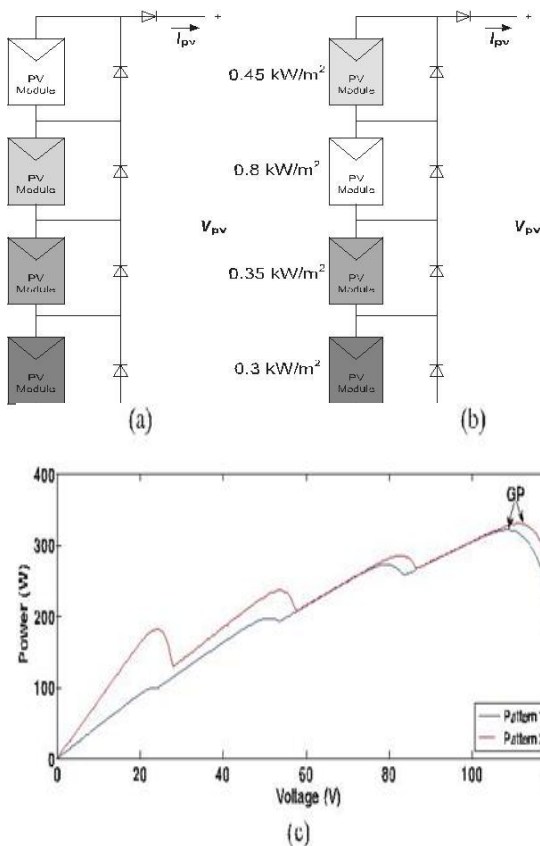 I_pv +
PV Module
PV Module
PV Module
PV Module
V_pv
(a)
I_pv +
0.45 kW/m²
PV Module
0.8 kW/m²
PV Module
0.35 kW/m²
PV Module
0.3 kW/m²
PV Module
V_pv
(b)
400
300
200
100
0
Power (W)
GP
Pattern
Pattern
0 20 40 60 80 100
Voltage (V)
(c)